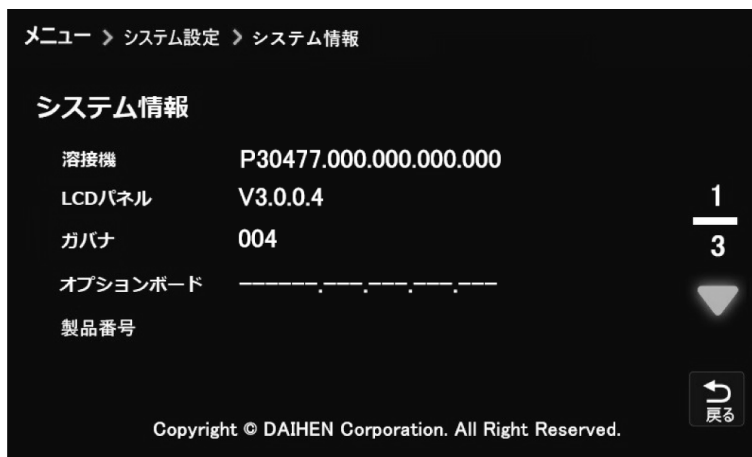 メニュー > システム設定 > システム情報
システム情報
溶接機 P30477.000.000.000.000
LCDパネル V3.0.0.4
ガバナ 004
オプションボード ------.---.---.---.---
製品番号
1
3
戻る
Copyright © DAIHEN Corporation. All Right Reserved.